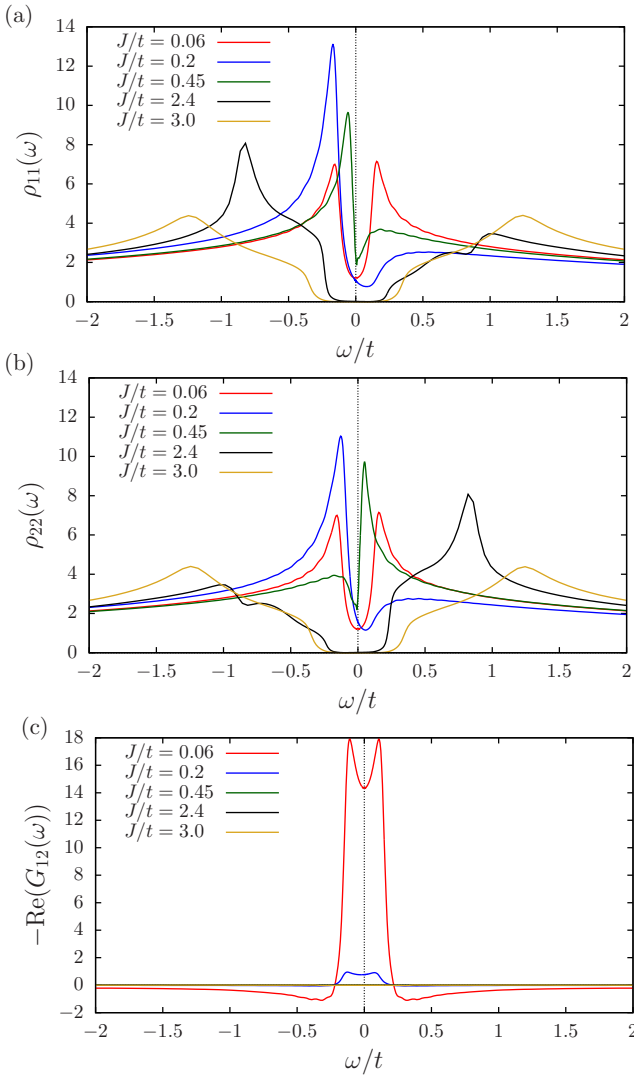 (a)
14
12
10
8
6
4
2
0
ρ₁₁(ω)
J/t = 0.06
J/t = 0.2
J/t = 0.45
J/t = 2.4
J/t = 3.0
−2 −1.5 −1 −0.5 0 0.5 1 1.5 2
ω/t
(b)
14
12
10
8
6
4
2
0
ρ₂₂(ω)
J/t = 0.06
J/t = 0.2
J/t = 0.45
J/t = 2.4
J/t = 3.0
−2 −1.5 −1 −0.5 0 0.5 1 1.5 2
ω/t
(c)
18
16
14
12
10
8
6
4
2
0
−2
−Re(G₁₂(ω))
J/t = 0.06
J/t = 0.2
J/t = 0.45
J/t = 2.4
J/t = 3.0
−2 −1.5 −1 −0.5 0 0.5 1 1.5 2
ω/t